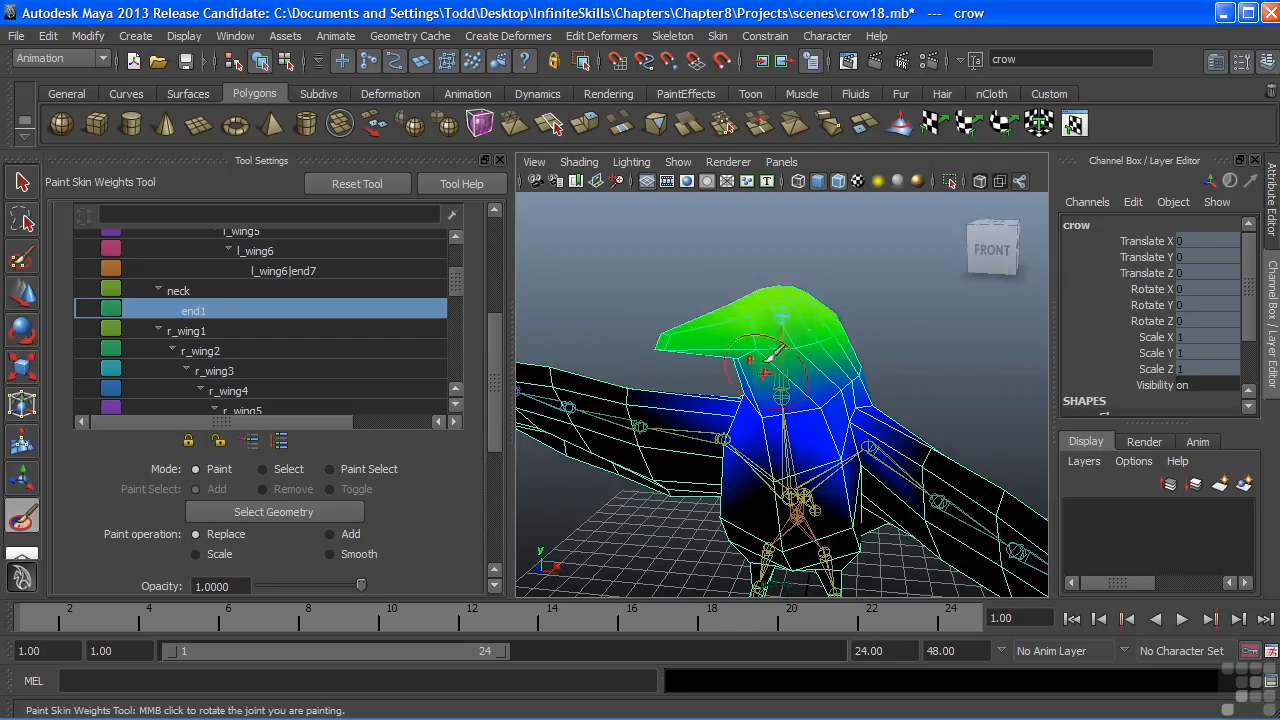 Autodesk Maya 2013 Release Candidate: C:\Documents and Settings\Todd\Desktop\InfiniteSkills\Chapters\Chapter8\Projects\scenes\crow18.mb* --- crow
File Edit Modify Create Display Window Assets Animate Geometry Cache Create Deformers Edit Deformers Skeleton Skin Constrain Character Help
Animation
crow
General Curves Surfaces Polygons Subdivs Deformation Animation Dynamics Rendering PaintEffects Toon Muscle Fluids Fur Hair nCloth Custom
Tool Settings
Paint Skin Weights Tool
Reset Tool
Tool Help
l_wing5
l_wing6
l_wing6|end7
neck
end1
r_wing1
r_wing2
r_wing3
r_wing4
r_wing5
Mode: Paint Select Paint Select
Paint Select: Add Remove Toggle
Select Geometry
Paint operation: Replace Add
Scale Smooth
Opacity: 1.0000
View Shading Lighting Show Renderer Panels
FRONT
y
x
Channel Box / Layer Editor
Channels Edit Object Show
crow
Translate X 0
Translate Y 0
Translate Z 0
Rotate X 0
Rotate Y 0
Rotate Z 0
Scale X 1
Scale Y 1
Scale Z 1
Visibility on
SHAPES
Display Render Anim
Layers Options Help
Attribute Editor
Channel Box / Layer Editor
2 4 6 8 10 12 14 16 18 20 22 24
1.00
1.00 1.00 1 24 24.00 48.00 No Anim Layer No Character Set
MEL
Paint Skin Weights Tool: MMB click to rotate the joint you are painting.